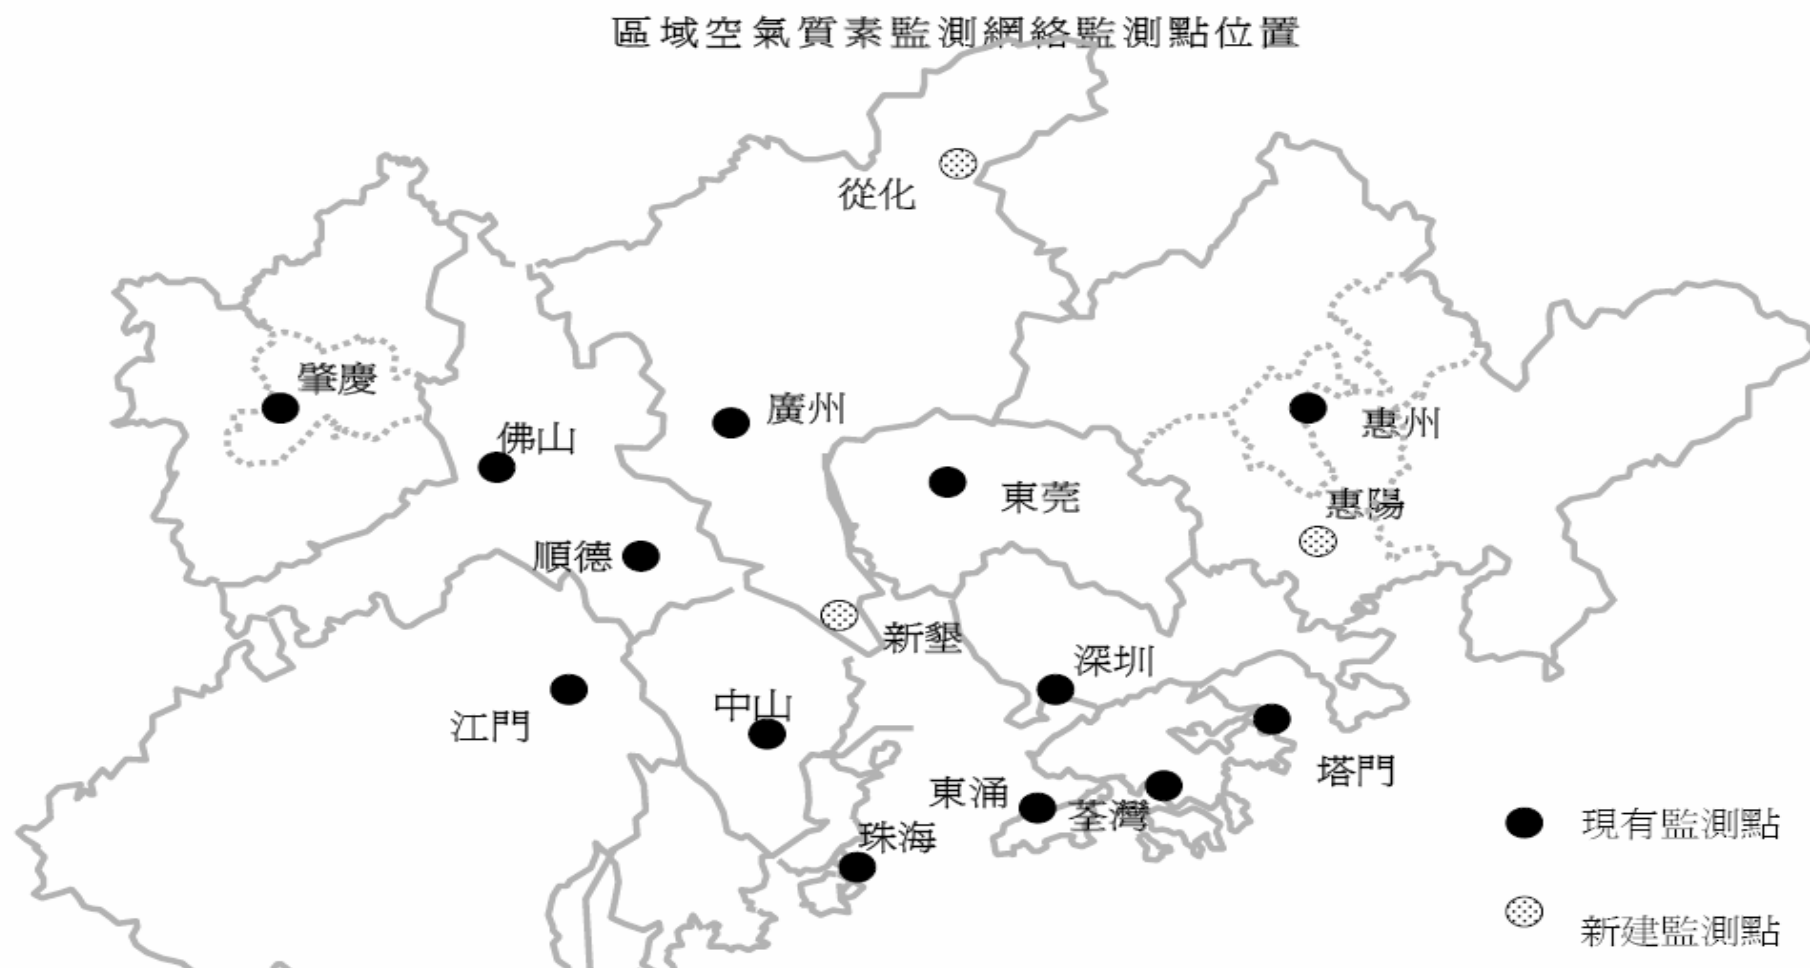 區域空氣質素監測網絡監測點位置
從化
肇慶
廣州
惠州
佛山
東莞
惠陽
順德
新墾
深圳
江門
中山
塔門
東涌
荃灣
珠海
現有監測點
新建監測點